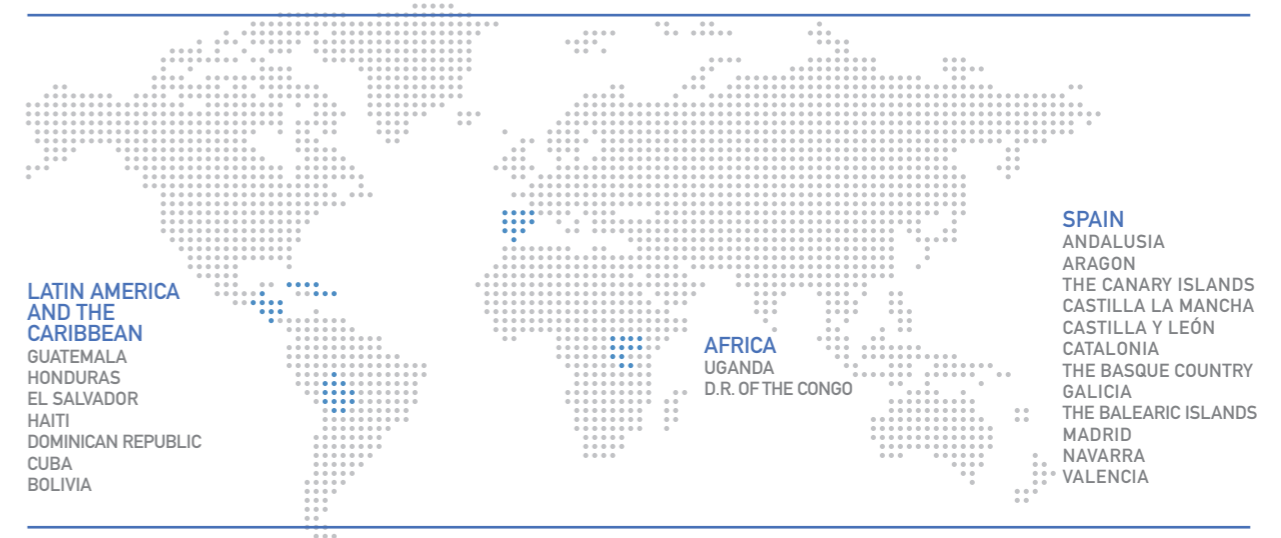 LATIN AMERICA
AND THE
CARIBBEAN
GUATEMALA
HONDURAS
EL SALVADOR
HAITI
DOMINICAN REPUBLIC
CUBA
BOLIVIA
AFRICA
UGANDA
D.R. OF THE CONGO
SPAIN
ANDALUSIA
ARAGON
THE CANARY ISLANDS
CASTILLA LA MANCHA
CASTILLA Y LEÓN
CATALONIA
THE BASQUE COUNTRY
GALICIA
THE BALEARIC ISLANDS
MADRID
NAVARRA
VALENCIA